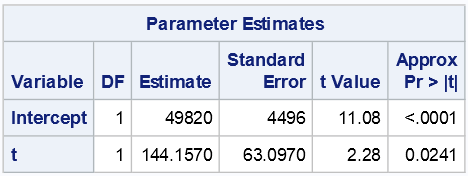 Parameter Estimates
Variable DF Estimate Standard Error t Value Approx Pr > |t|
Intercept 1 49820 4496 11.08 <.0001
t 1 144.1570 63.0970 2.28 0.0241